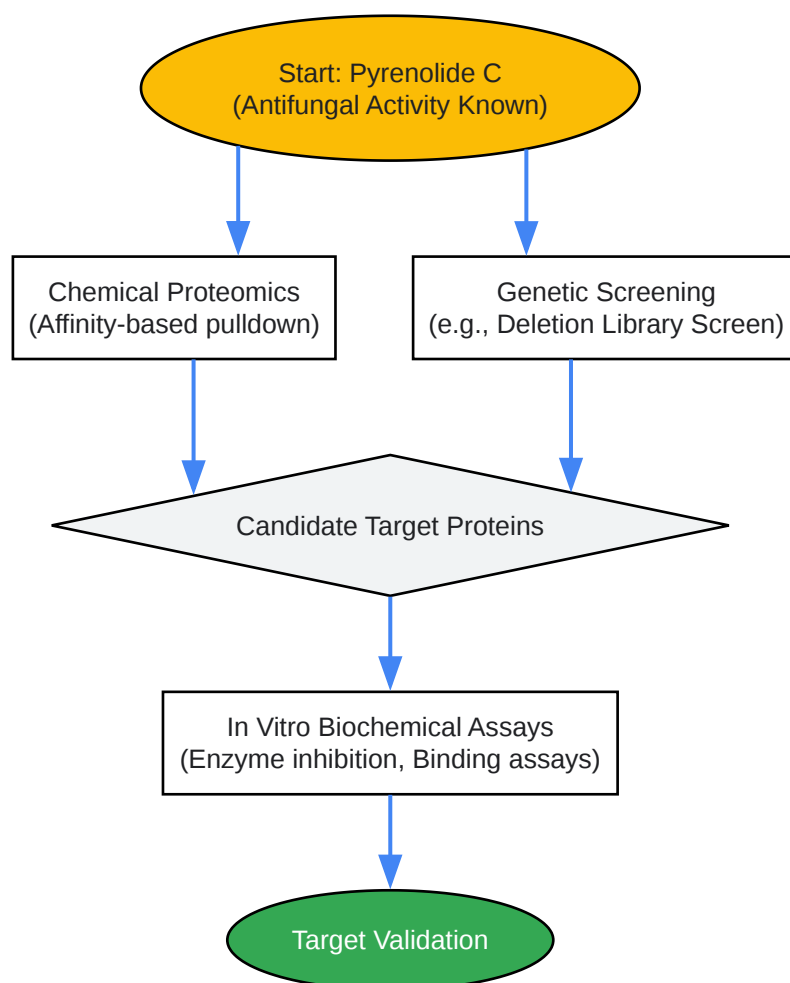 Start: Pyrenolide C
(Antifungal Activity Known)
Chemical Proteomics
(Affinity-based pulldown)
Genetic Screening
(e.g., Deletion Library Screen)
Candidate Target Proteins
In Vitro Biochemical Assays
(Enzyme inhibition, Binding assays)
Target Validation